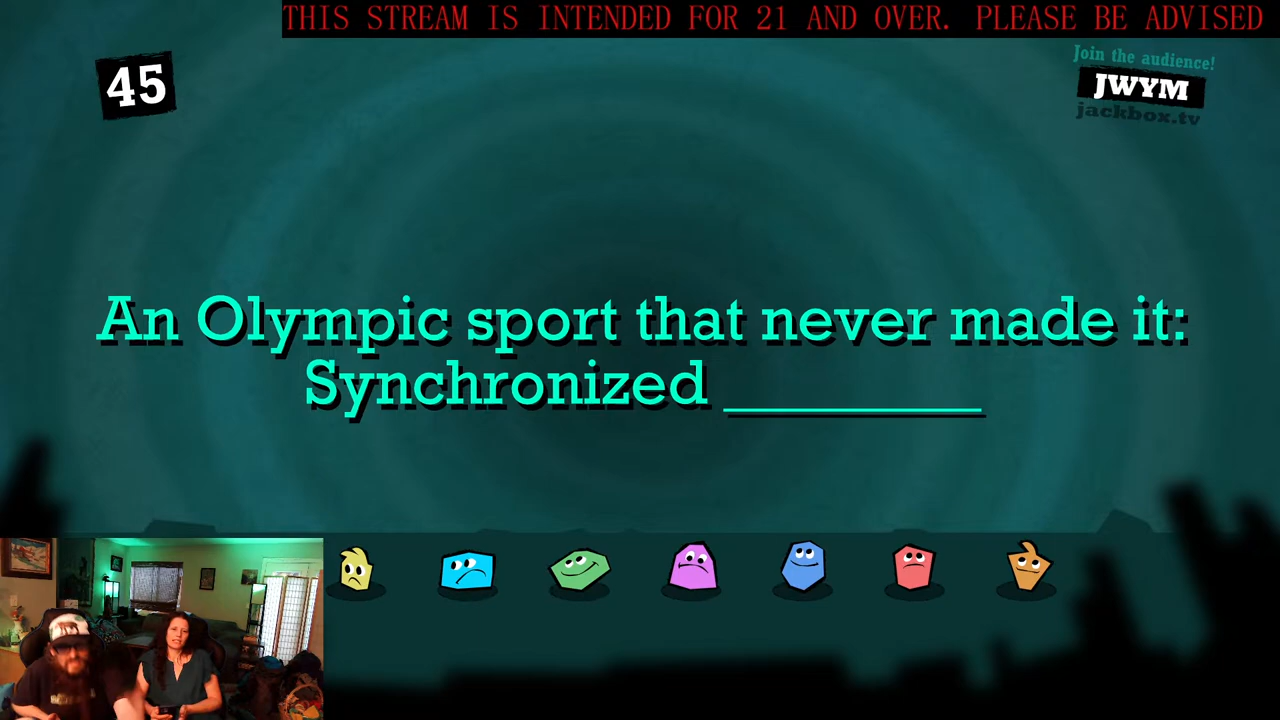 THIS STREAM IS INTENDED FOR 21 AND OVER. PLEASE BE ADVISED
45
Join the audience!
JWYM
jackbox.tv
An Olympic sport that never made it:
Synchronized ________